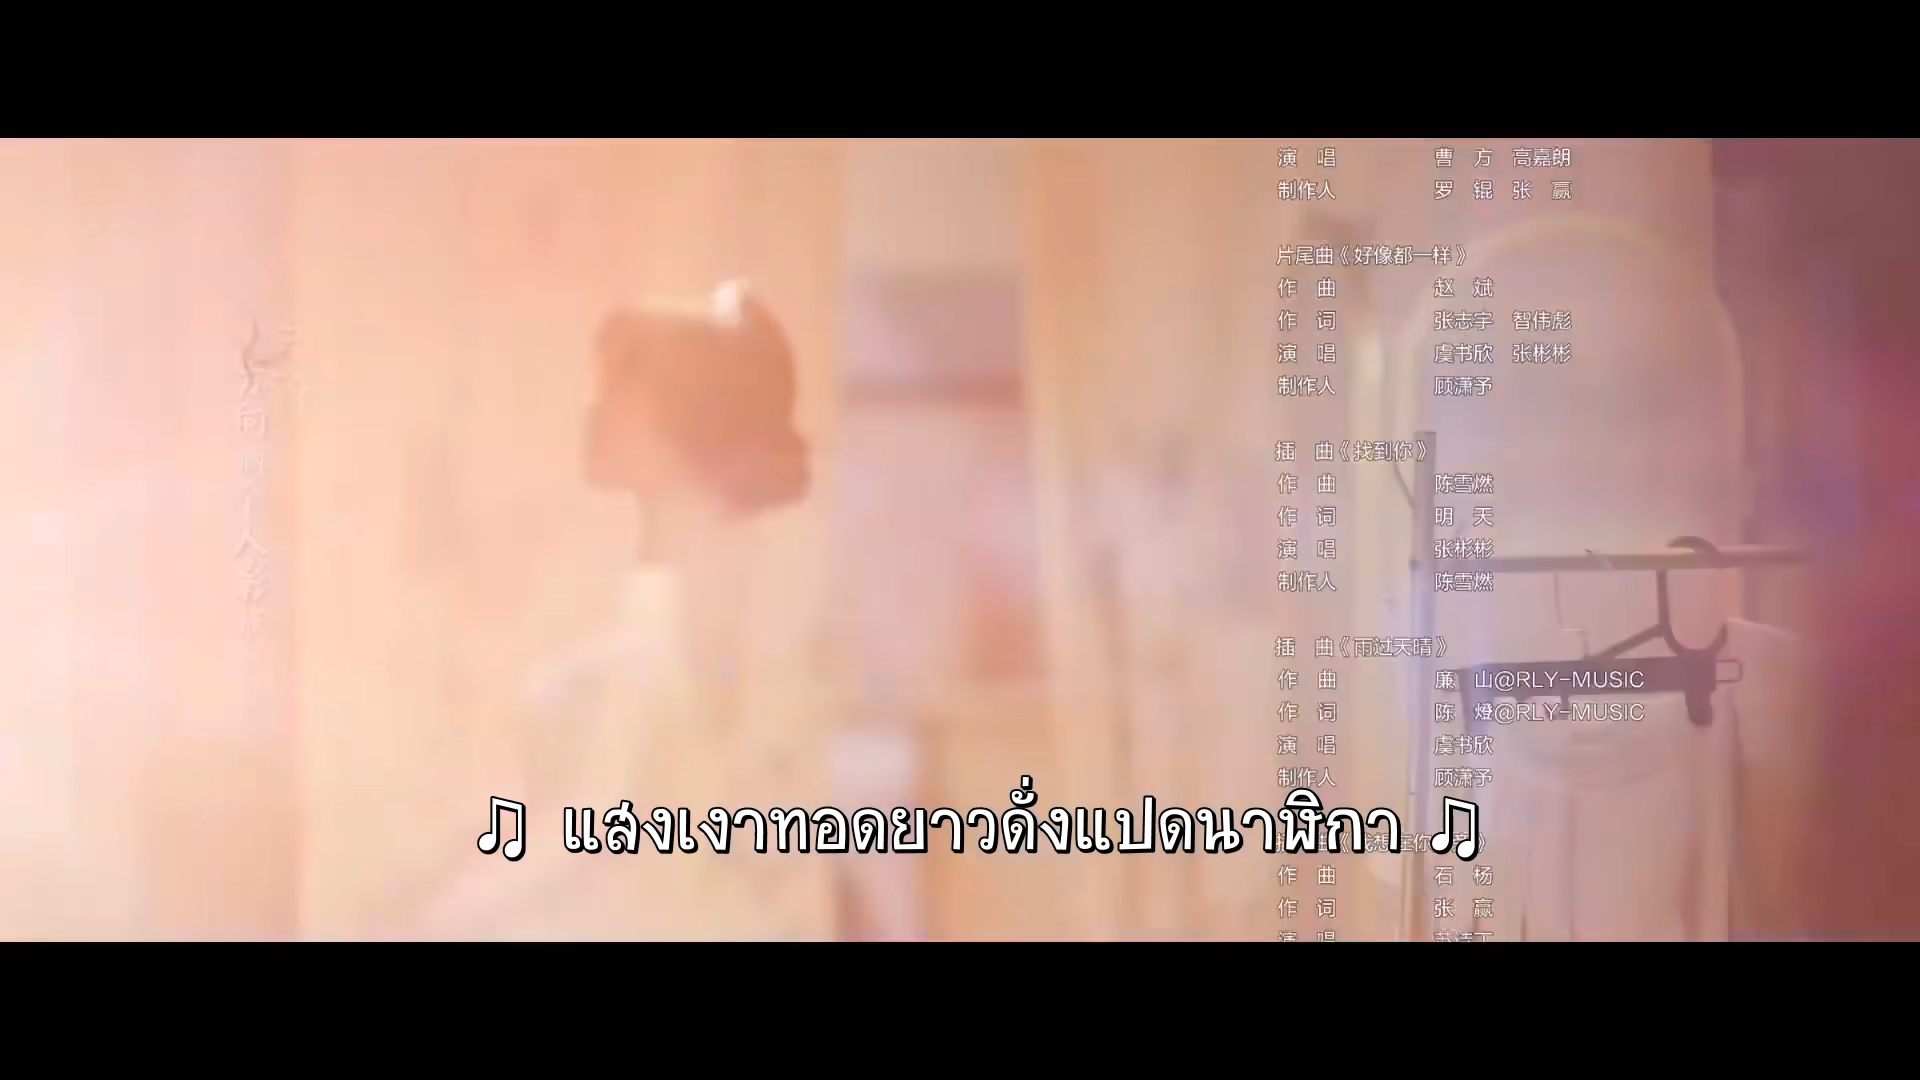 演 唱 曹 方 高嘉朗
制作人 罗 锟 张 赢
片尾曲《好像都一样》
作 曲 赵 斌
作 词 张志宇 智伟彪
演 唱 虞书欣 张彬彬
制作人 顾潇予
插 曲《找到你》
作 曲 陈雪燃
作 词 明 天
演 唱 张彬彬
制作人 陈雪燃
插 曲《雨过天晴》
作 曲 廉 山@RLY-MUSIC
作 词 陈 燈@RLY-MUSIC
演 唱 虞书欣
制作人 顾潇予
♫ แสงเงาทอดยาวดั่งแปดนาฬิกา ♫
作 曲 石 杨
作 词 张 赢
演 唱